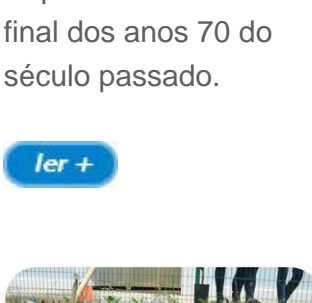 final dos anos 70 do
século passado.
ler +